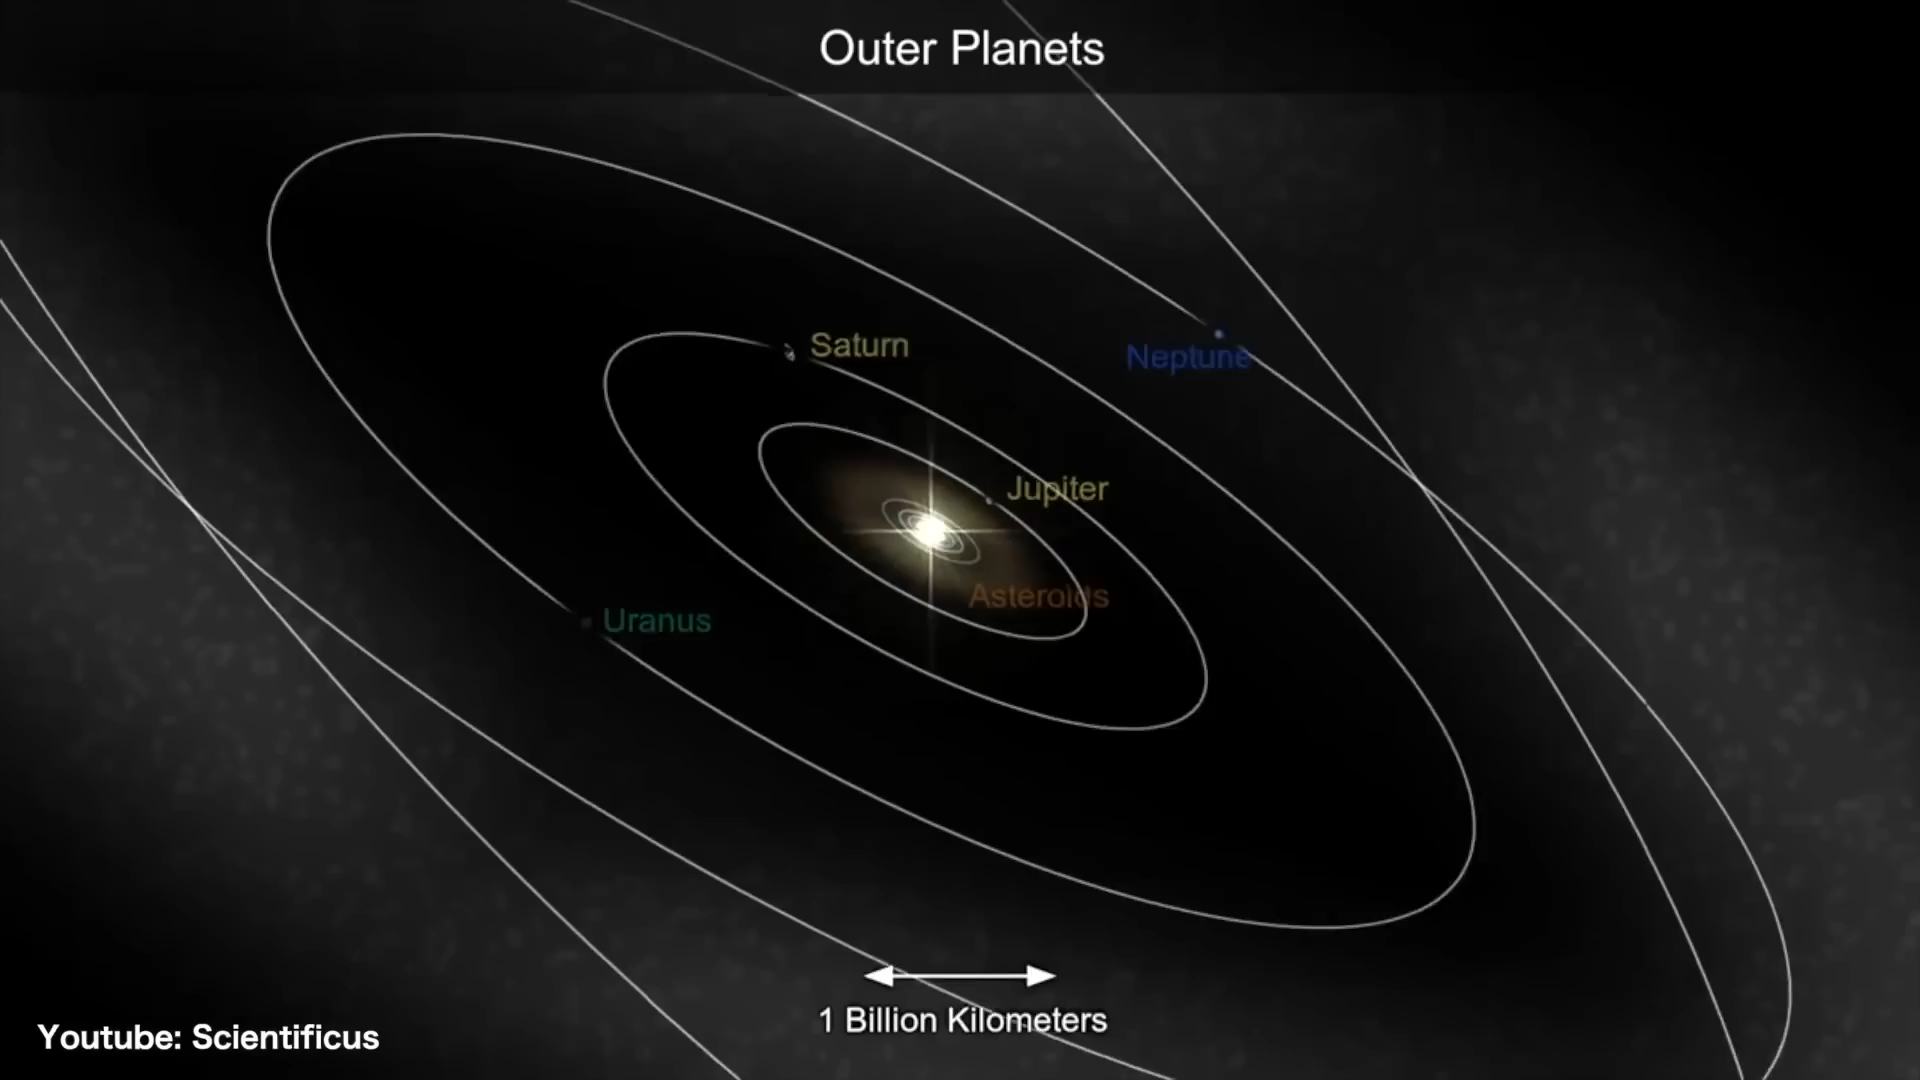 Outer Planets
Saturn
Neptune
Jupiter
Asteroids
Uranus
1 Billion Kilometers
Youtube: Scientificus